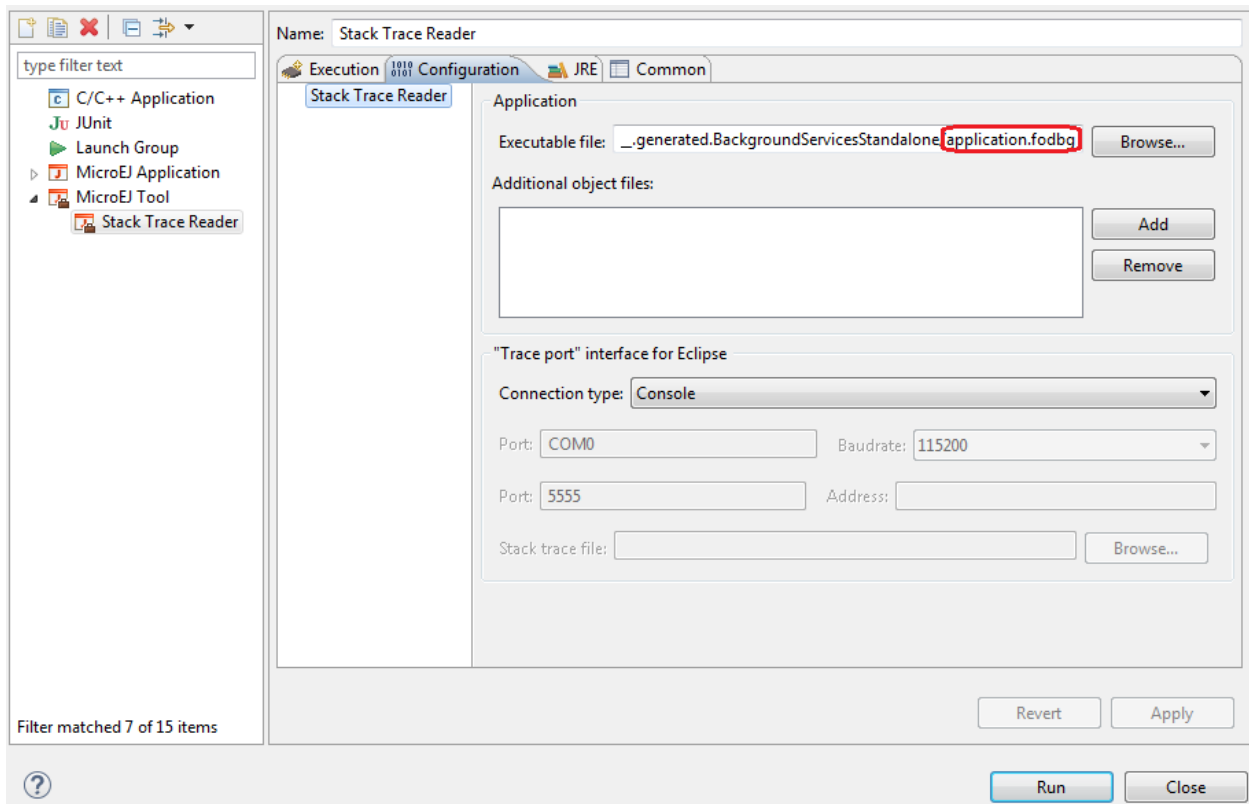 Name: Stack Trace Reader
type filter text
C/C++ Application
JUnit
Launch Group
MicroEJ Application
MicroEJ Tool
Stack Trace Reader
Filter matched 7 of 15 items
Execution Configuration JRE Common
Stack Trace Reader
Application
Executable file: _.generated.BackgroundServicesStandalone/application.fodbg Browse...
Additional object files:
Add
Remove
"Trace port" interface for Eclipse
Connection type: Console
Port: COM0 Baudrate: 115200
Port: 5555 Address:
Stack trace file: Browse...
Revert Apply
Run Close